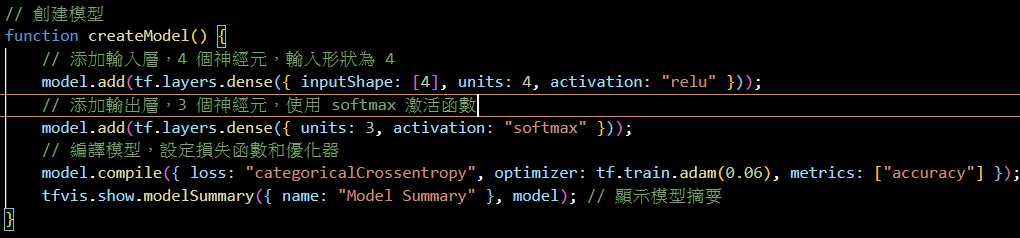 // 創建模型
function createModel() {
// 添加輸入層，4 個神經元，輸入形狀為 4
model.add(tf.layers.dense({ inputShape: [4], units: 4, activation: "relu" }));
// 添加輸出層，3 個神經元，使用 softmax 激活函數
model.add(tf.layers.dense({ units: 3, activation: "softmax" }));
// 編譯模型，設定損失函數和優化器
model.compile({ loss: "categoricalCrossentropy", optimizer: tf.train.adam(0.06), metrics: ["accuracy"] });
tfvis.show.modelSummary({ name: "Model Summary" }, model); // 顯示模型摘要
}